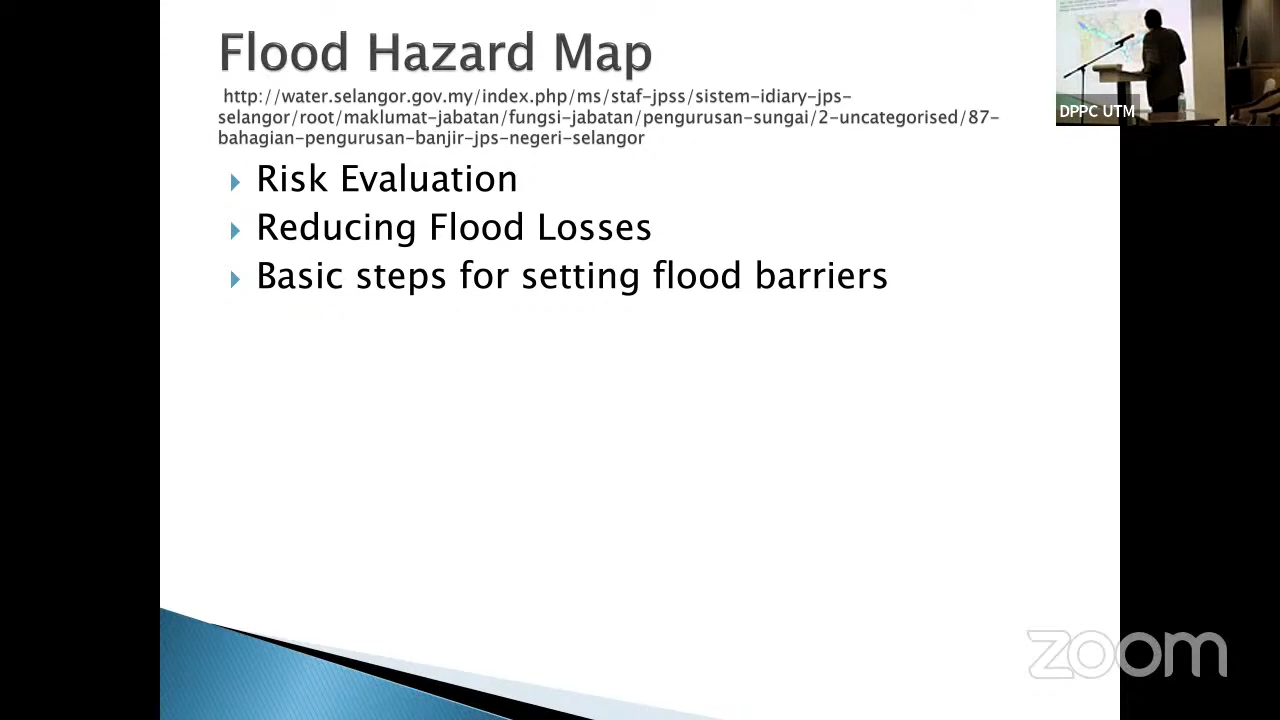 Flood Hazard Map
http://water.selangor.gov.my/index.php/ms/staf-jpss/sistem-idiary-jps-
selangor/root/maklumat-jabatan/fungsi-jabatan/pengurusan-sungai/2-uncategorised/87-
bahagian-pengurusan-banjir-jps-negeri-selangor
Risk Evaluation
Reducing Flood Losses
Basic steps for setting flood barriers
DPPC UTM
zoom